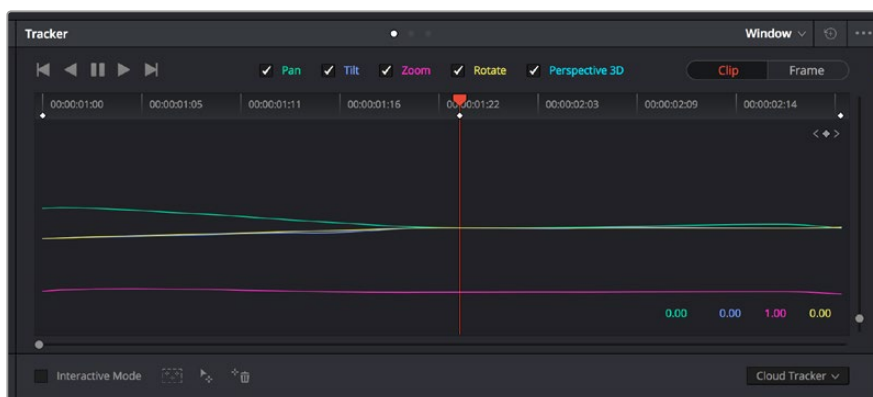 Tracker
Window
Pan Tilt Zoom Rotate Perspective 3D
Clip Frame
00:00:01:00 00:00:01:05 00:00:01:11 00:00:01:16 00:00:01:22 00:00:02:03 00:00:02:09 00:00:02:14
0.00 0.00 1.00 0.00
Interactive Mode
Cloud Tracker